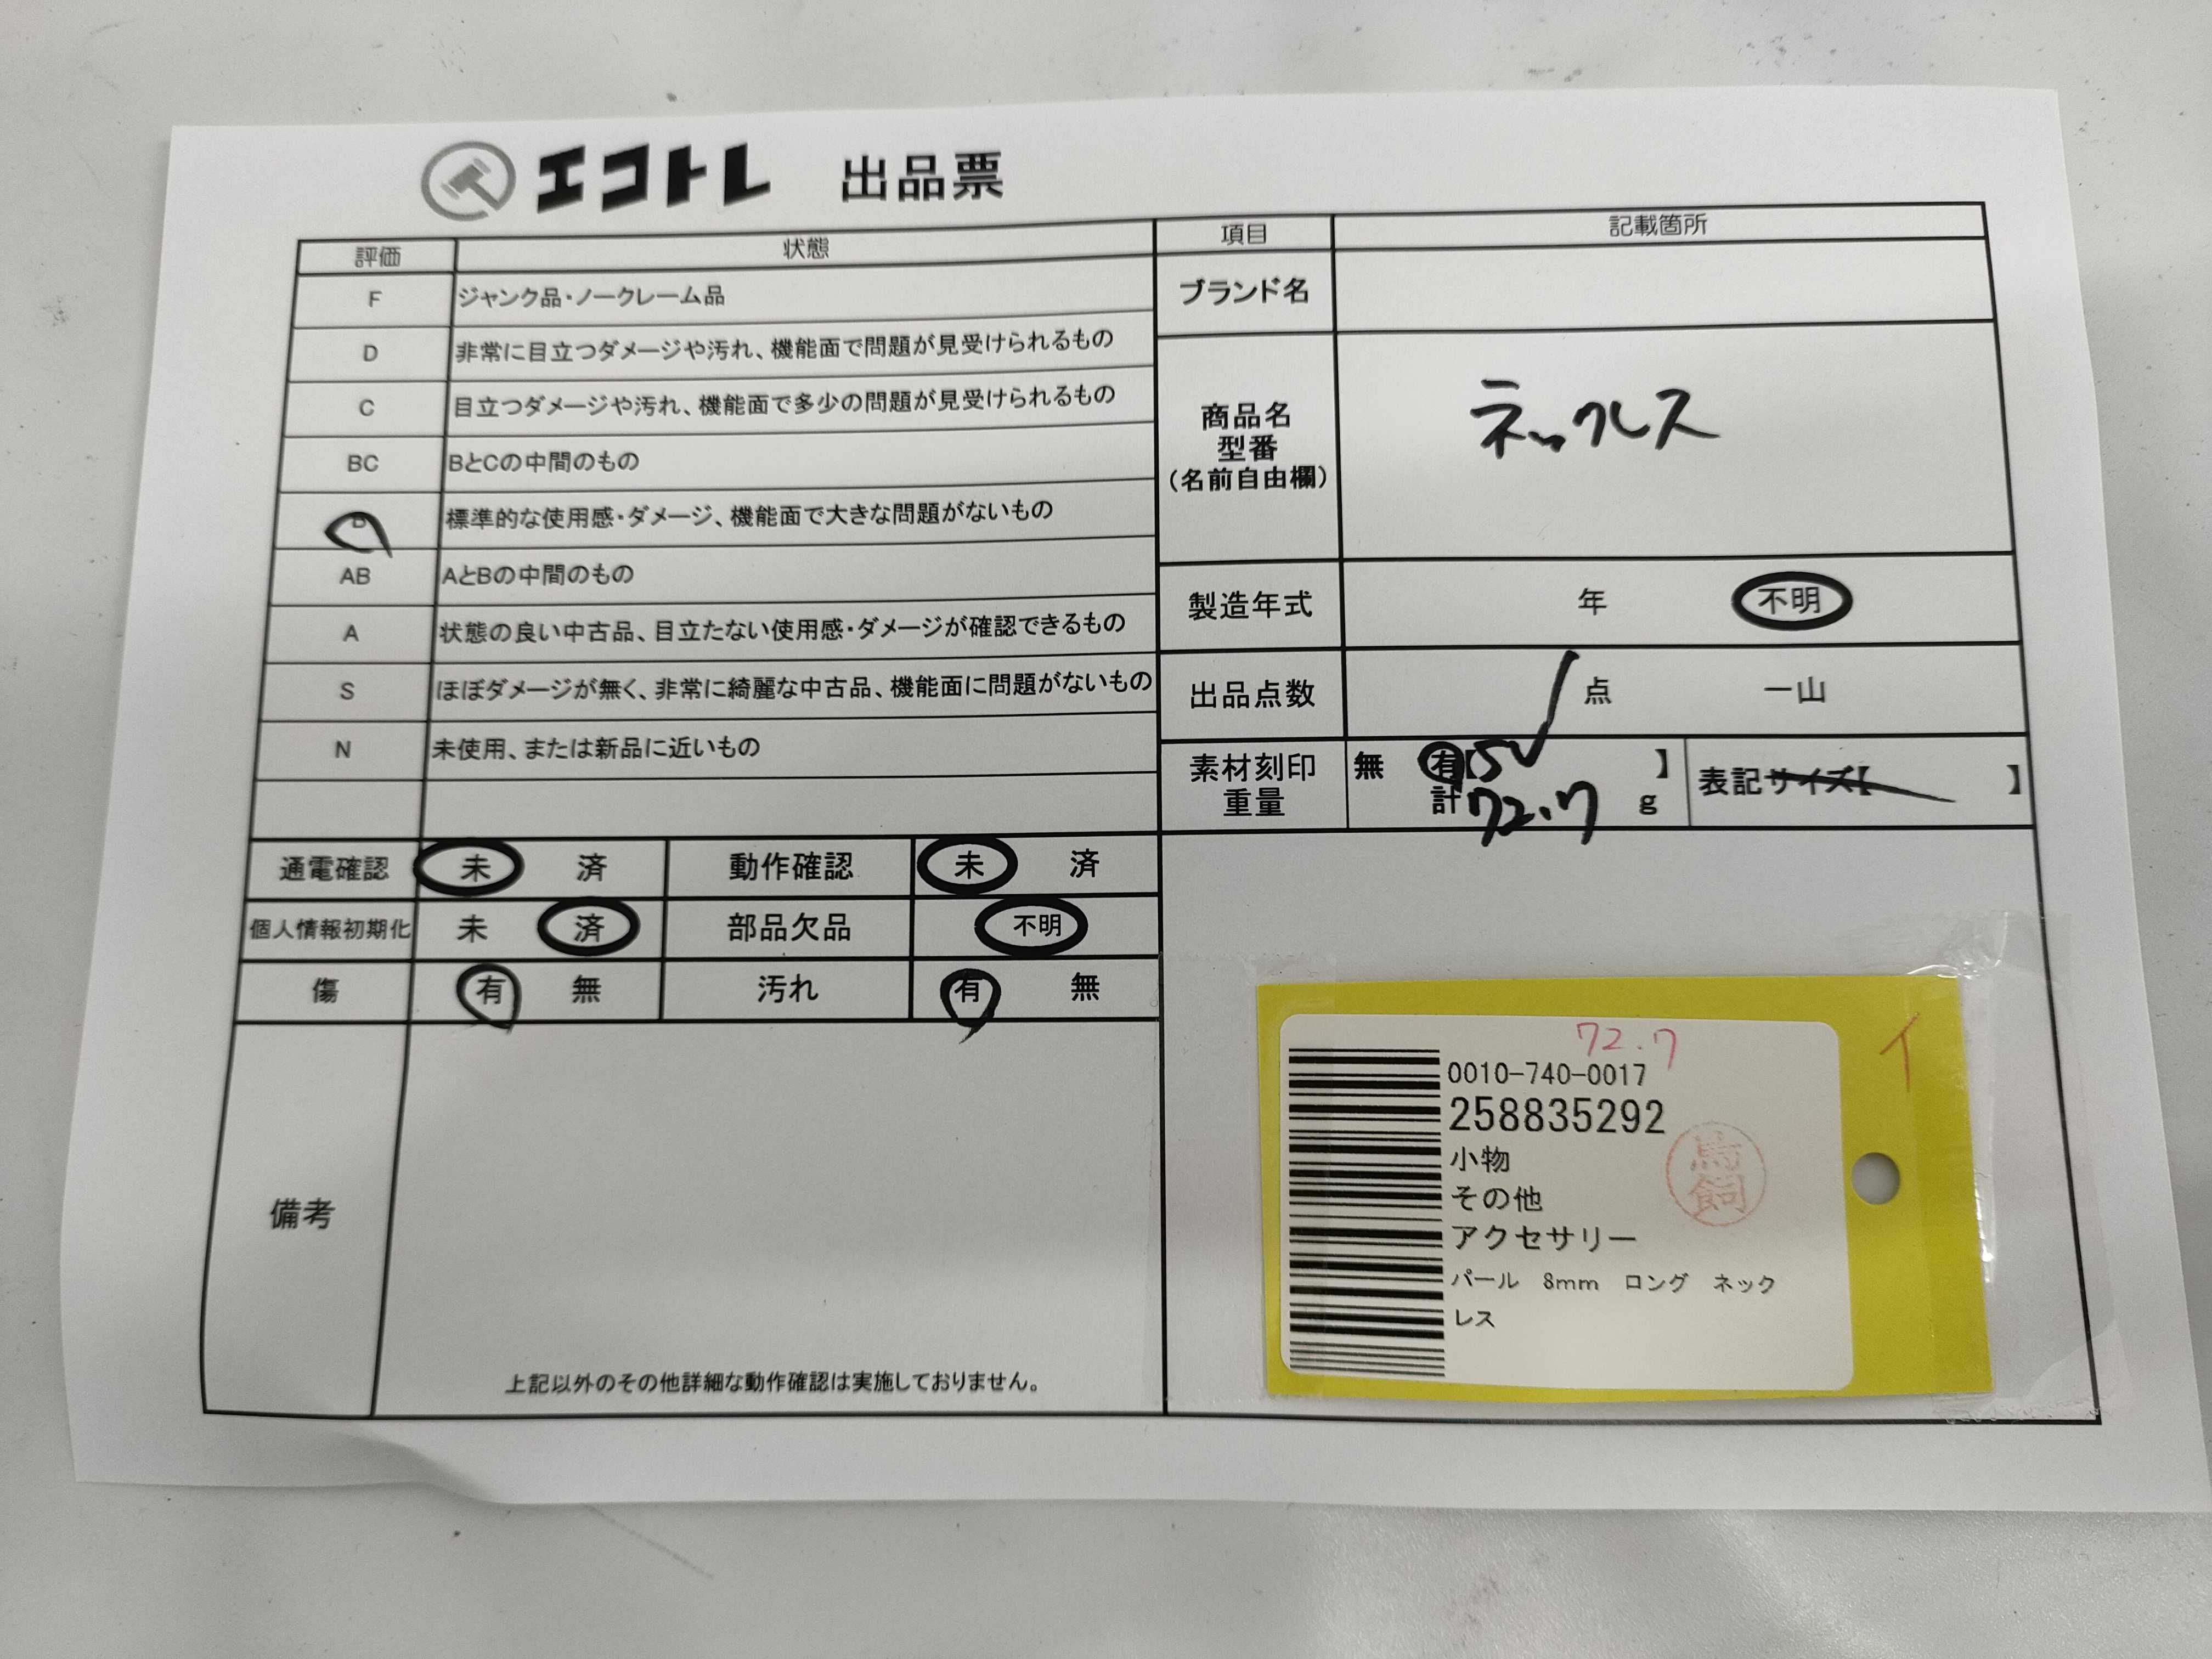 エコトレ 出品票
評価 状態
F ジャンク品・ノークレーム品
D 非常に目立つダメージや汚れ、機能面で問題が見受けられるもの
C 目立つダメージや汚れ、機能面で多少の問題が見受けられるもの
BC BとCの中間のもの
B 標準的な使用感・ダメージ、機能面で大きな問題がないもの
AB AとBの中間のもの
A 状態の良い中古品、目立たない使用感・ダメージが確認できるもの
S ほぼダメージが無く、非常に綺麗な中古品、機能面に問題がないもの
N 未使用、または新品に近いもの
通電確認 未 済 動作確認 未 済
個人情報初期化 未 済 部品欠品 不明
傷 有 無 汚れ 有 無
備考
上記以外のその他詳細な動作確認は実施しておりません。
項目 記載箇所
ブランド名
商品名
型番
(名前自由欄)
ネックレス
製造年式 年 不明
出品点数 点 一山
素材刻印
重量
無 有【SV 】
計72.7 g
表記サイズ【 】
72.7
イ
0010-740-0017
258835292
小物
その他
アクセサリー
パール 8mm ロング ネック
レス
鳥飼